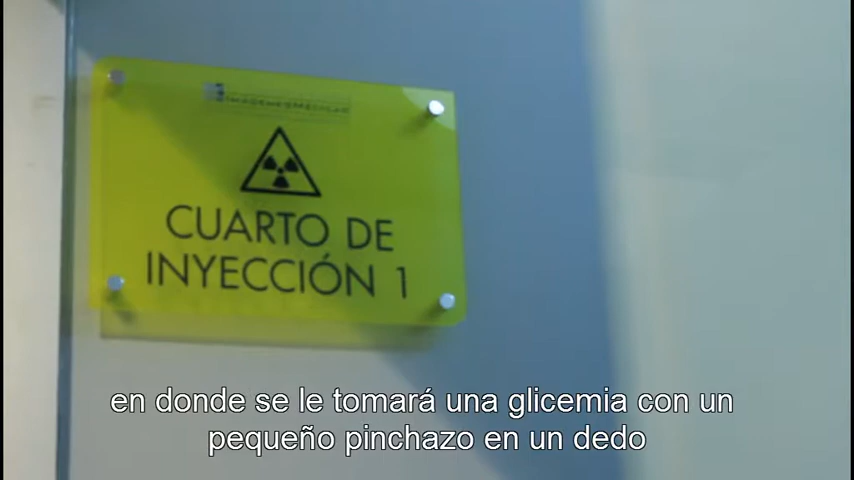 CUARTO DE
INYECCIÓN 1
en donde se le tomará una glicemia con un
pequeño pinchazo en un dedo